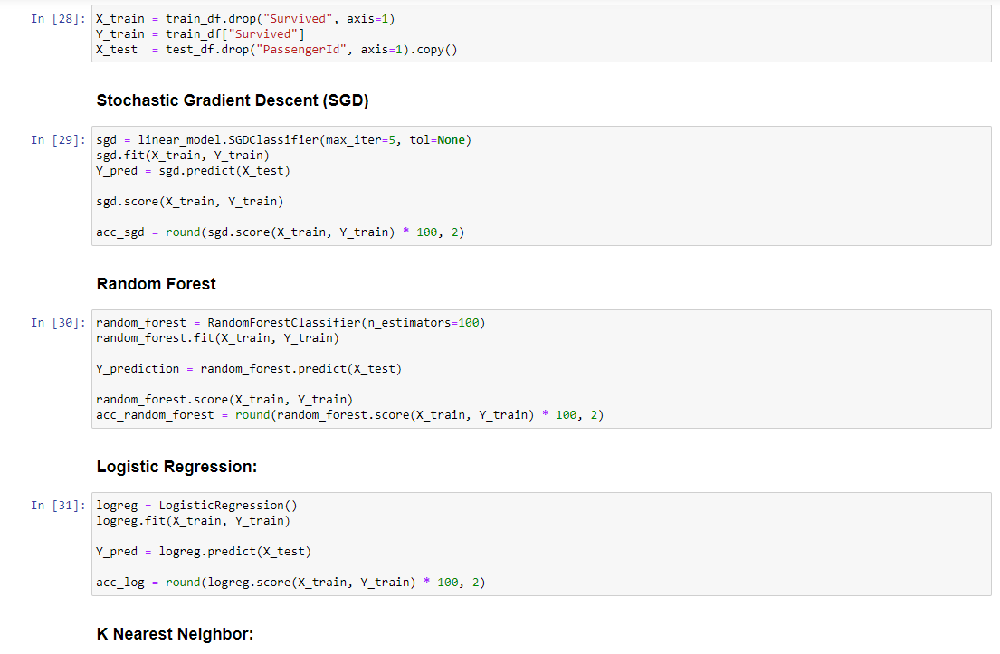 In [28]: X_train = train_df.drop("Survived", axis=1)
Y_train = train_df["Survived"]
X_test  = test_df.drop("PassengerId", axis=1).copy()
Stochastic Gradient Descent (SGD)
In [29]: sgd = linear_model.SGDClassifier(max_iter=5, tol=None)
sgd.fit(X_train, Y_train)
Y_pred = sgd.predict(X_test)
sgd.score(X_train, Y_train)
acc_sgd = round(sgd.score(X_train, Y_train) * 100, 2)
Random Forest
In [30]: random_forest = RandomForestClassifier(n_estimators=100)
random_forest.fit(X_train, Y_train)
Y_prediction = random_forest.predict(X_test)
random_forest.score(X_train, Y_train)
acc_random_forest = round(random_forest.score(X_train, Y_train) * 100, 2)
Logistic Regression:
In [31]: logreg = LogisticRegression()
logreg.fit(X_train, Y_train)
Y_pred = logreg.predict(X_test)
acc_log = round(logreg.score(X_train, Y_train) * 100, 2)
K Nearest Neighbor: